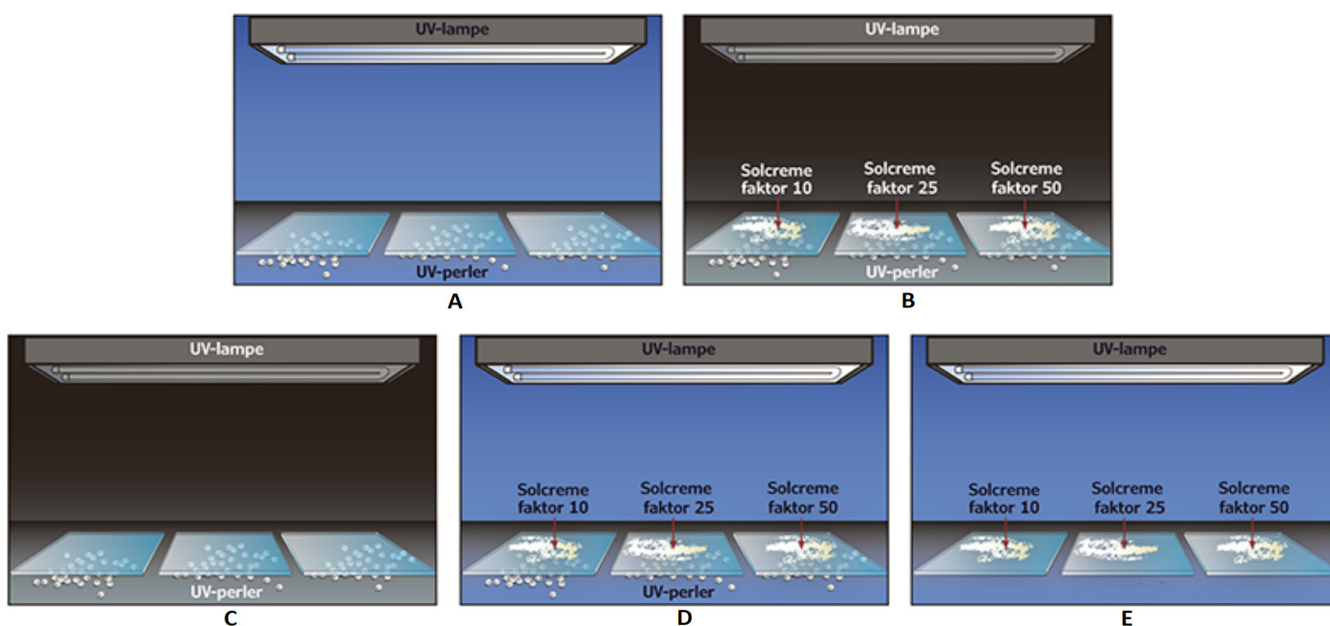 UV-lampe
UV-perler
A
UV-lampe
Solcreme
faktor 10
Solcreme
faktor 25
Solcreme
faktor 50
UV-perler
B
UV-lampe
UV-perler
C
UV-lampe
Solcreme
faktor 10
Solcreme
faktor 25
Solcreme
faktor 50
UV-perler
D
UV-lampe
Solcreme
faktor 10
Solcreme
faktor 25
Solcreme
faktor 50
E